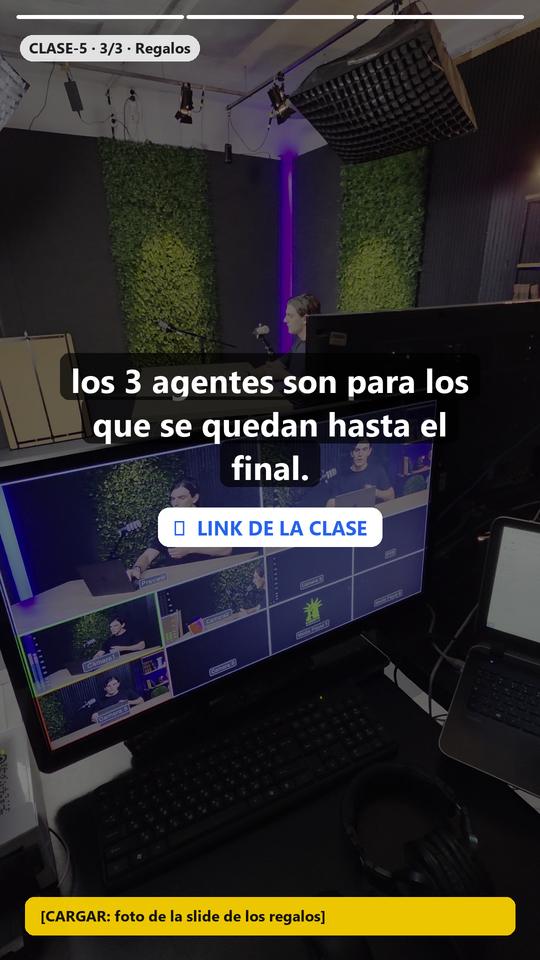 CLASE-5 · 3/3 · Regalos
los 3 agentes son para los
que se quedan hasta el
final.
LINK DE LA CLASE
[CARGAR: foto de la slide de los regalos]